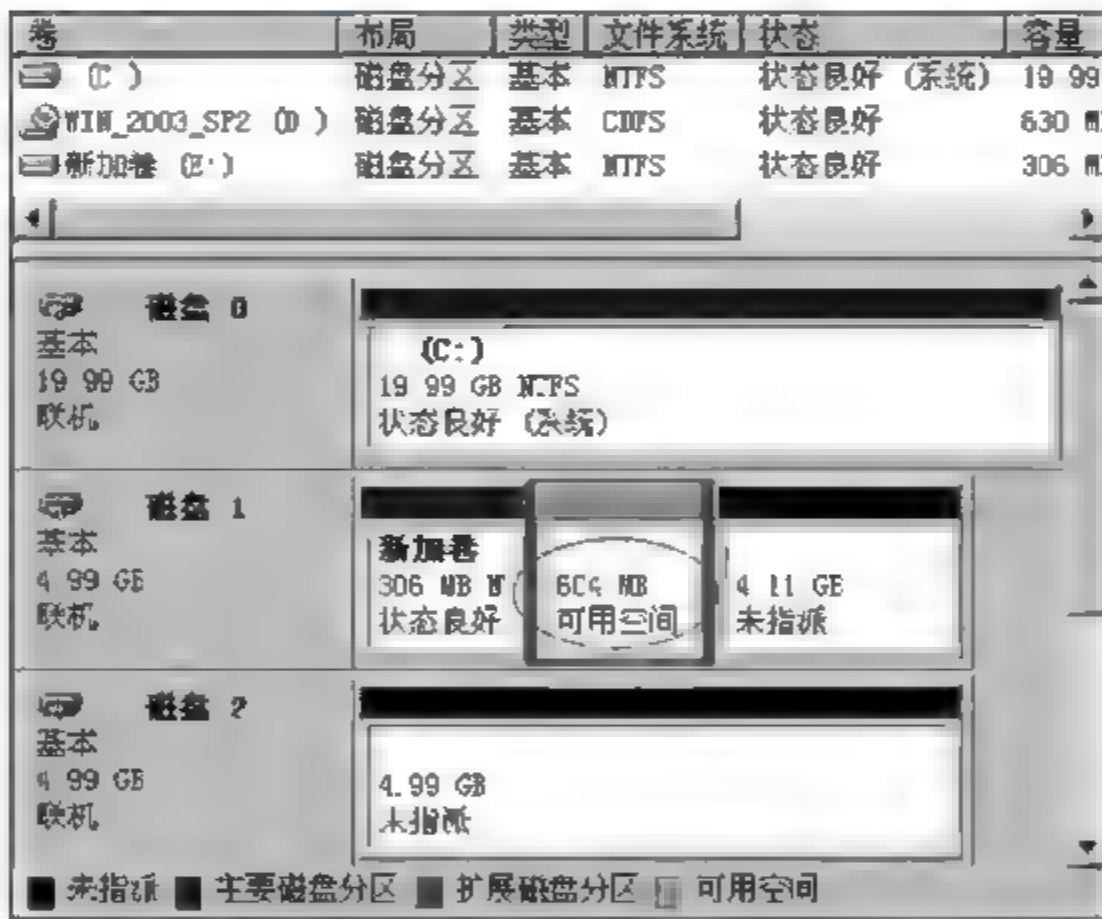 卷 布局 类型 文件系统 状态 容量
(C ) 磁盘分区 基本 NTFS 状态良好 (系统) 19 99
WIN_2003_SP2 (D ) 磁盘分区 基本 CDFS 状态良好 630 M
新加卷 (E:) 磁盘分区 基本 NTFS 状态良好 306 M
磁盘 0
基本
19 99 GB
联机
(C:)
19 99 GB NTFS
状态良好 (系统)
磁盘 1
基本
4 99 GB
联机
新加卷
306 MB N
状态良好
604 MB
可用空间
4 11 GB
未指派
磁盘 2
基本
4 99 GB
联机
4.99 GB
未指派
未指派 主要磁盘分区 扩展磁盘分区 可用空间